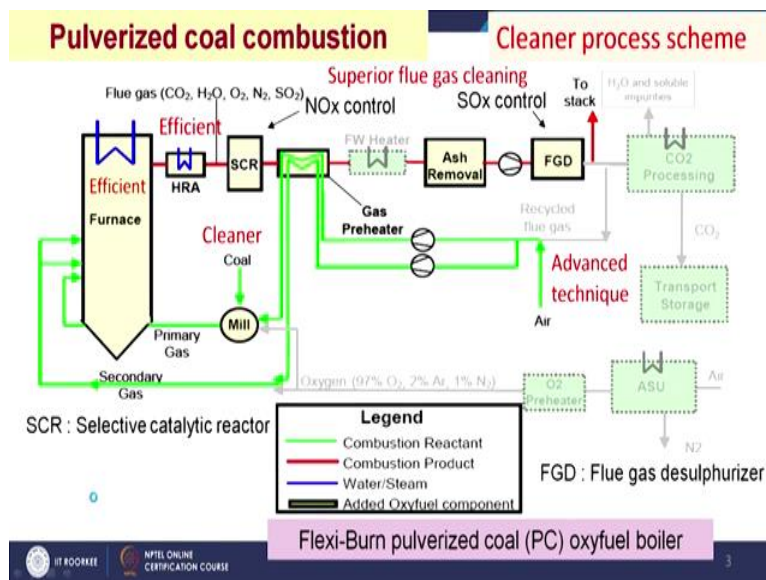 Pulverized coal combustion
Cleaner process scheme
Superior flue gas cleaning
Flue gas (CO₂, H₂O, O₂, N₂, SO₂)
NOx control
SOx control
To
stack
H₂O and soluble
impurities
Efficient
FW Heater
SCR
HRA
Ash
Removal
FGD
CO2
Processing
Efficient
Furnace
Gas
Preheater
Recycled
flue gas
Cleaner
Coal
CO₂
Advanced
technique
Transport
Storage
Mill
Air
Primary
Gas
Secondary
Gas
Oxygen (97% O₂, 2% Ar, 1% N₂)
O2
Preheater
ASU
Air
N2
SCR : Selective catalytic reactor
Legend
Combustion Reactant
Combustion Product
Water/Steam
Added Oxyfuel component
FGD : Flue gas desulphurizer
Flexi-Burn pulverized coal (PC) oxyfuel boiler
IIT ROORKEE
NPTEL ONLINE
CERTIFICATION COURSE
3